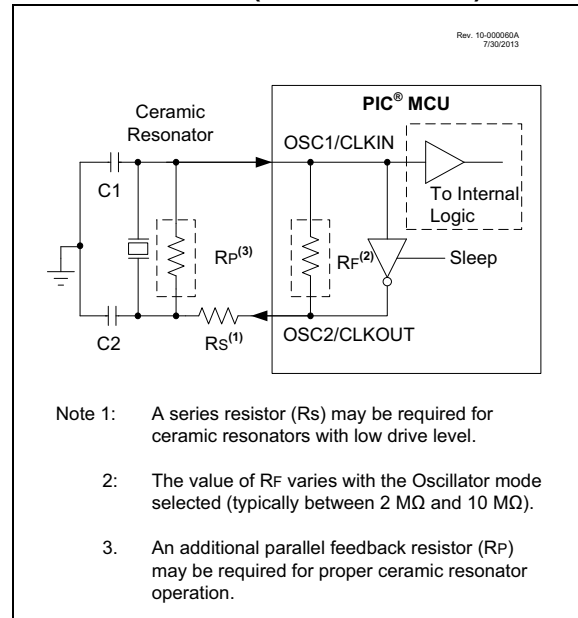 Rev. 10-000060A
7/30/2013
PIC® MCU
Ceramic
Resonator
OSC1/CLKIN
C1
To Internal
Logic
RP(3)
RF(2)
Sleep
C2
RS(1)
OSC2/CLKOUT
Note 1: A series resistor (Rs) may be required for
ceramic resonators with low drive level.
2: The value of RF varies with the Oscillator mode
selected (typically between 2 MΩ and 10 MΩ).
3. An additional parallel feedback resistor (RP)
may be required for proper ceramic resonator
operation.